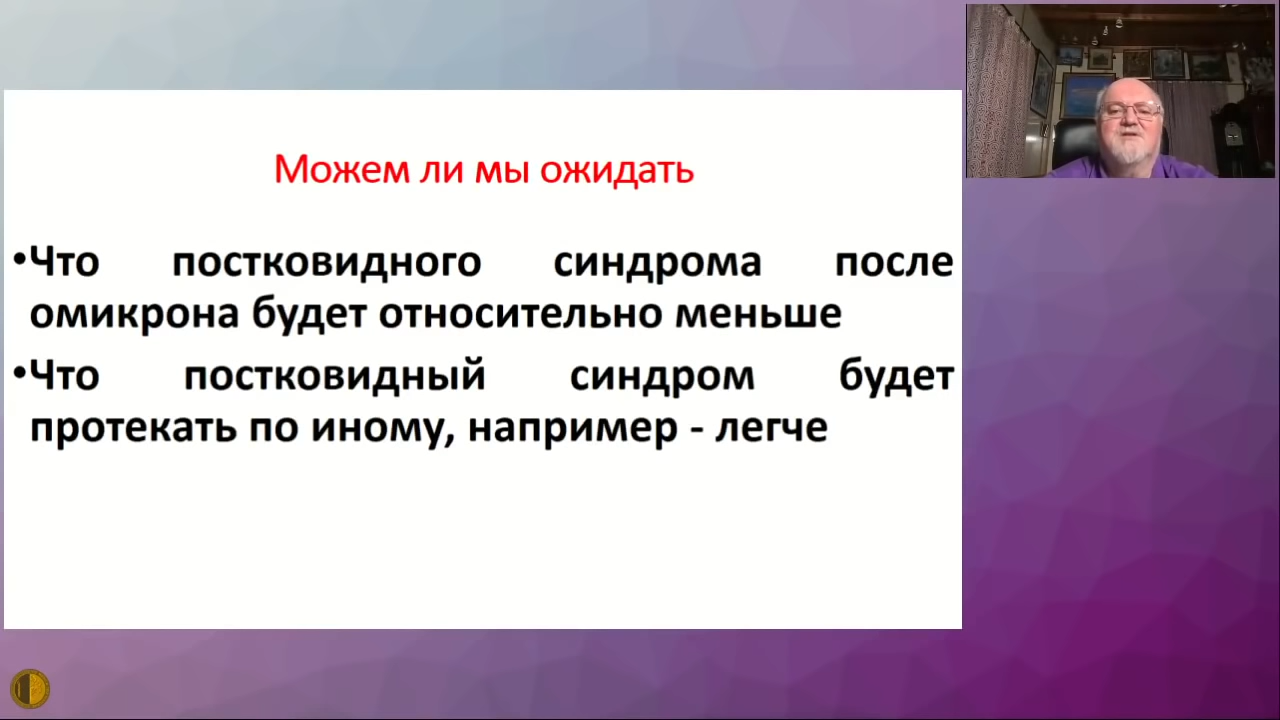 Можем ли мы ожидать
•Что постковидного синдрома после
омикрона будет относительно меньше
•Что постковидный синдром будет
протекать по иному, например - легче